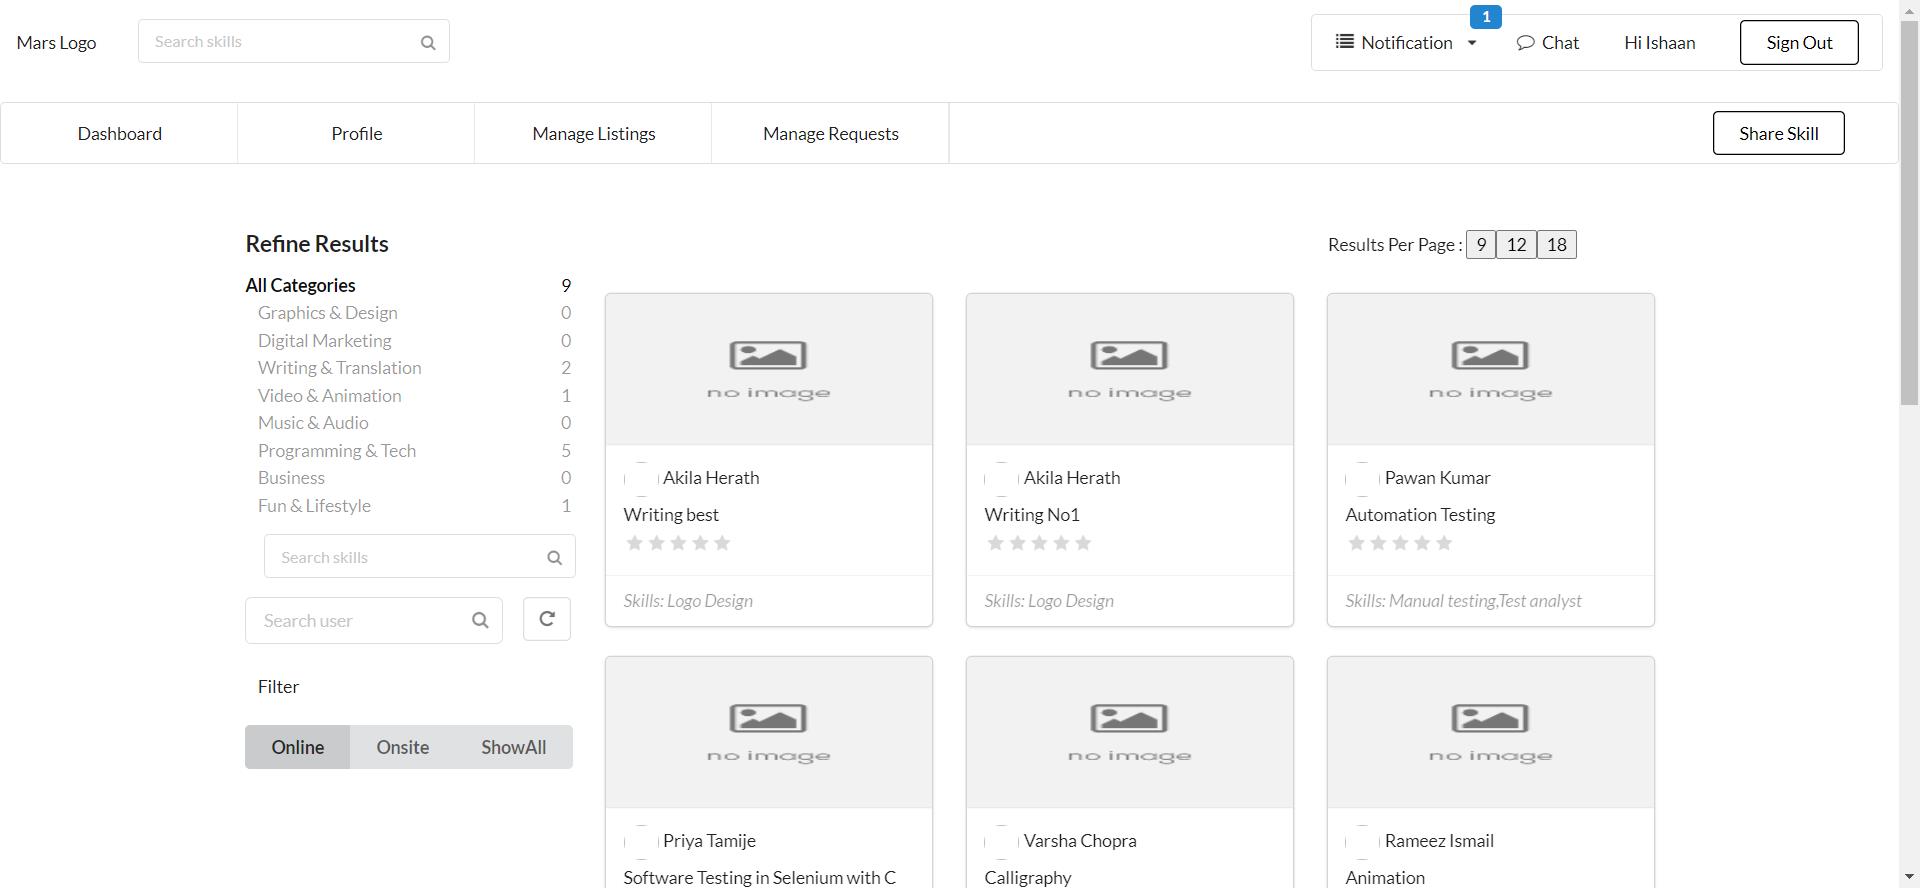 Mars Logo
Search skills
1
Notification
Chat
Hi Ishaan
Sign Out
Dashboard
Profile
Manage Listings
Manage Requests
Share Skill
Refine Results
Results Per Page : 9 12 18
All Categories 9
Graphics & Design 0
Digital Marketing 0
Writing & Translation 2
Video & Animation 1
Music & Audio 0
Programming & Tech 5
Business 0
Fun & Lifestyle 1
Search skills
Search user
Filter
Online
Onsite
ShowAll
no image
Akila Herath
Writing best
Skills: Logo Design
no image
Akila Herath
Writing No1
Skills: Logo Design
no image
Pawan Kumar
Automation Testing
Skills: Manual testing,Test analyst
no image
Priya Tamije
Software Testing in Selenium with C
no image
Varsha Chopra
Calligraphy
no image
Rameez Ismail
Animation